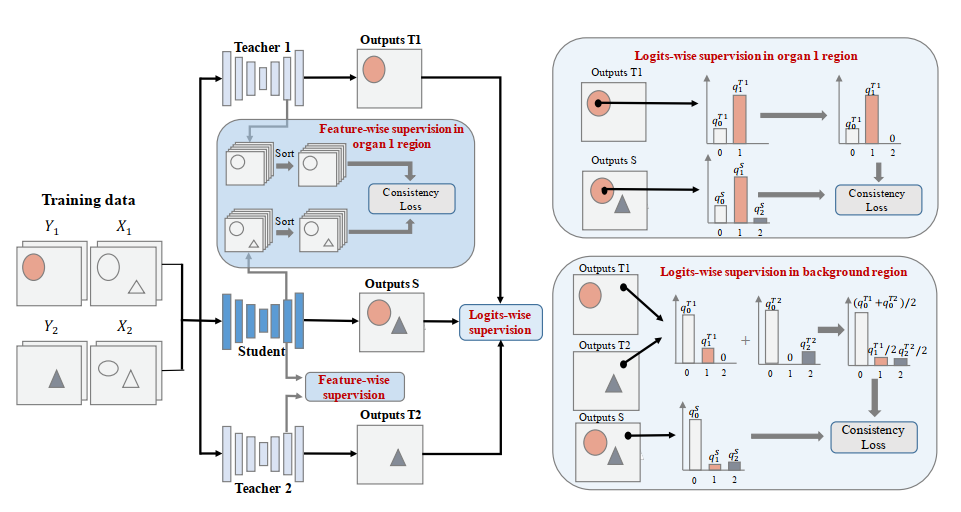 Training data
Y₁ X₁
Y₂ X₂
Teacher 1
Outputs T1
Feature-wise supervision in
organ 1 region
Sort
Sort
Consistency
Loss
Student
Outputs S
Logits-wise
supervision
Feature-wise
supervision
Teacher 2
Outputs T2
Logits-wise supervision in organ 1 region
Outputs T1
q₀ᵀ¹ q₁ᵀ¹
0 1
q₀ᵀ¹ q₁ᵀ¹ 0
0 1 2
Outputs S
q₀ˢ q₁ˢ q₂ˢ
0 1 2
Consistency
Loss
Logits-wise supervision in background region
Outputs T1
Outputs T2
q₀ᵀ¹ q₁ᵀ¹ 0
0 1 2
+
q₀ᵀ² 0 q₂ᵀ²
0 1 2
(q₀ᵀ¹+q₀ᵀ²)/2
q₁ᵀ¹/2 q₂ᵀ²/2
0 1 2
Outputs S
q₀ˢ q₁ˢ q₂ˢ
0 1 2
Consistency
Loss